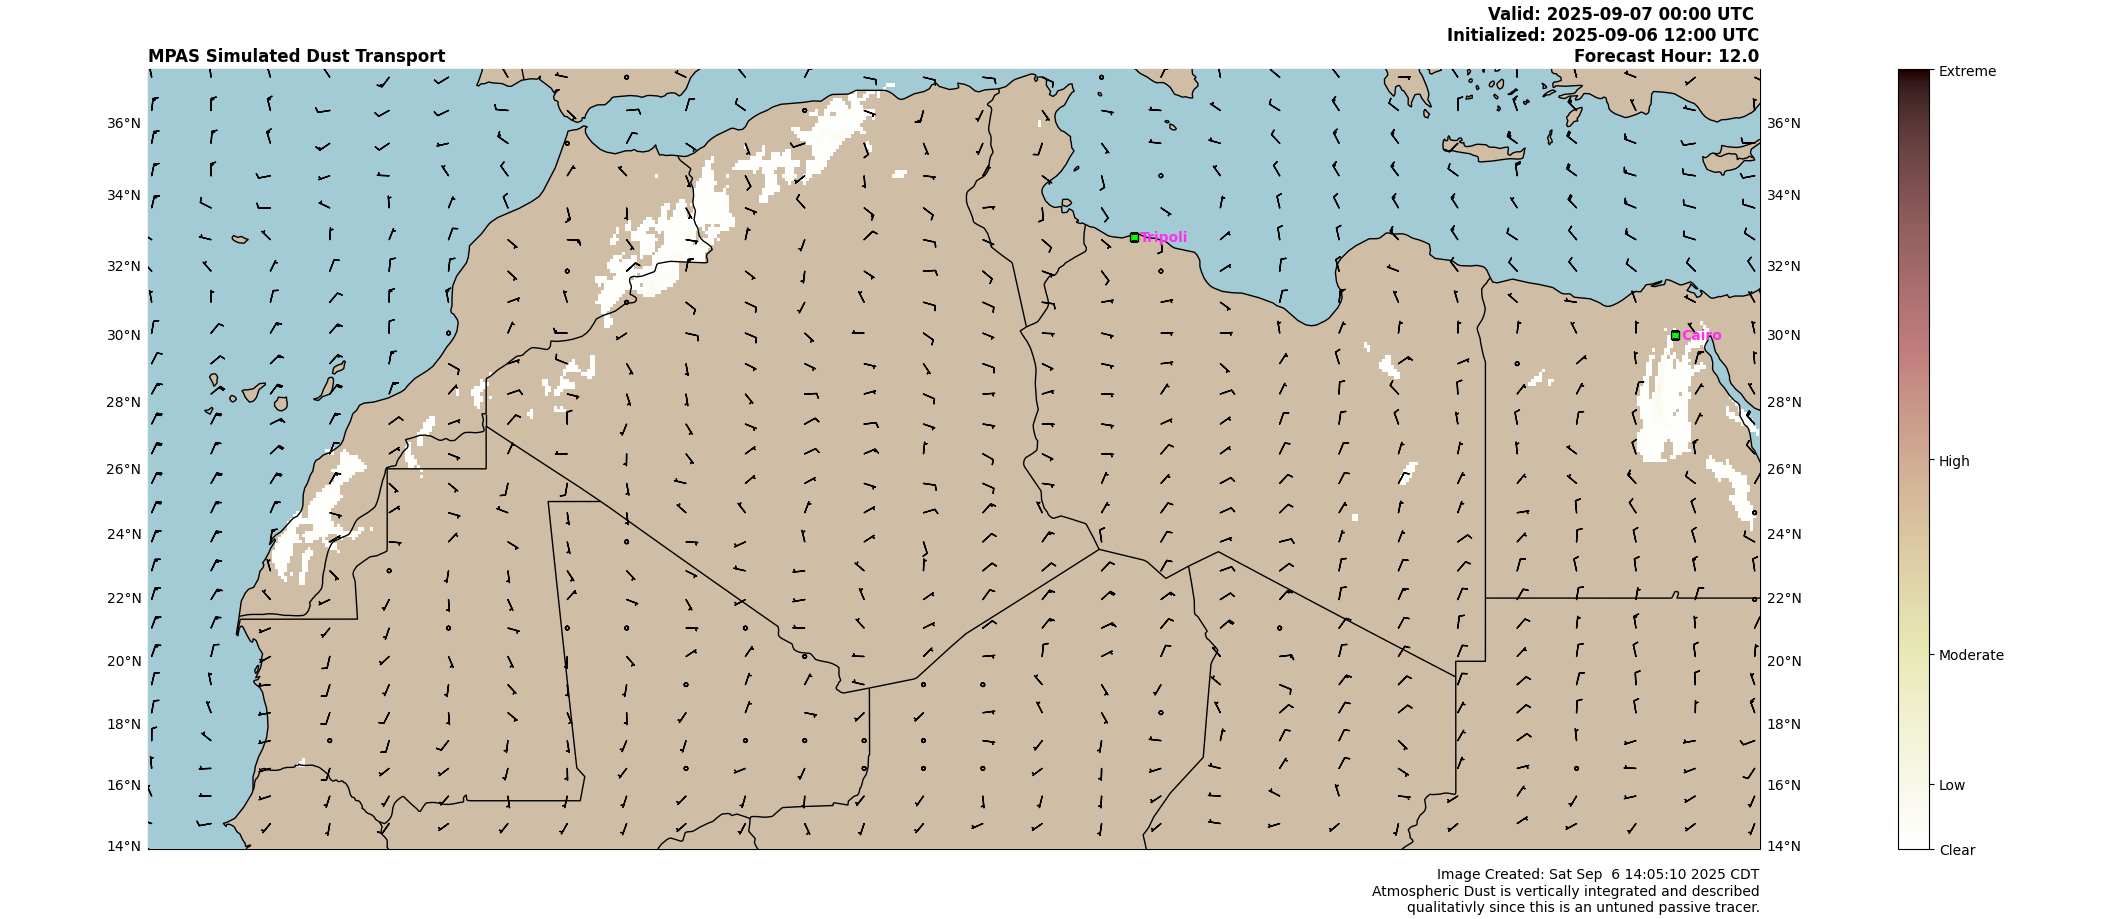 Valid: 2025-09-07 00:00 UTC
Initialized: 2025-09-06 12:00 UTC
MPAS Simulated Dust Transport
Forecast Hour: 12.0
Extreme
36°N 36°N
34°N 34°N
Tripoli
32°N 32°N
30°N Cairo 30°N
28°N 28°N
26°N 26°N
High
24°N 24°N
22°N 22°N
20°N 20°N
Moderate
18°N 18°N
16°N 16°N
Low
14°N 14°N
Clear
Image Created: Sat Sep  6 14:05:10 2025 CDT
Atmospheric Dust is vertically integrated and described
qualitativly since this is an untuned passive tracer.